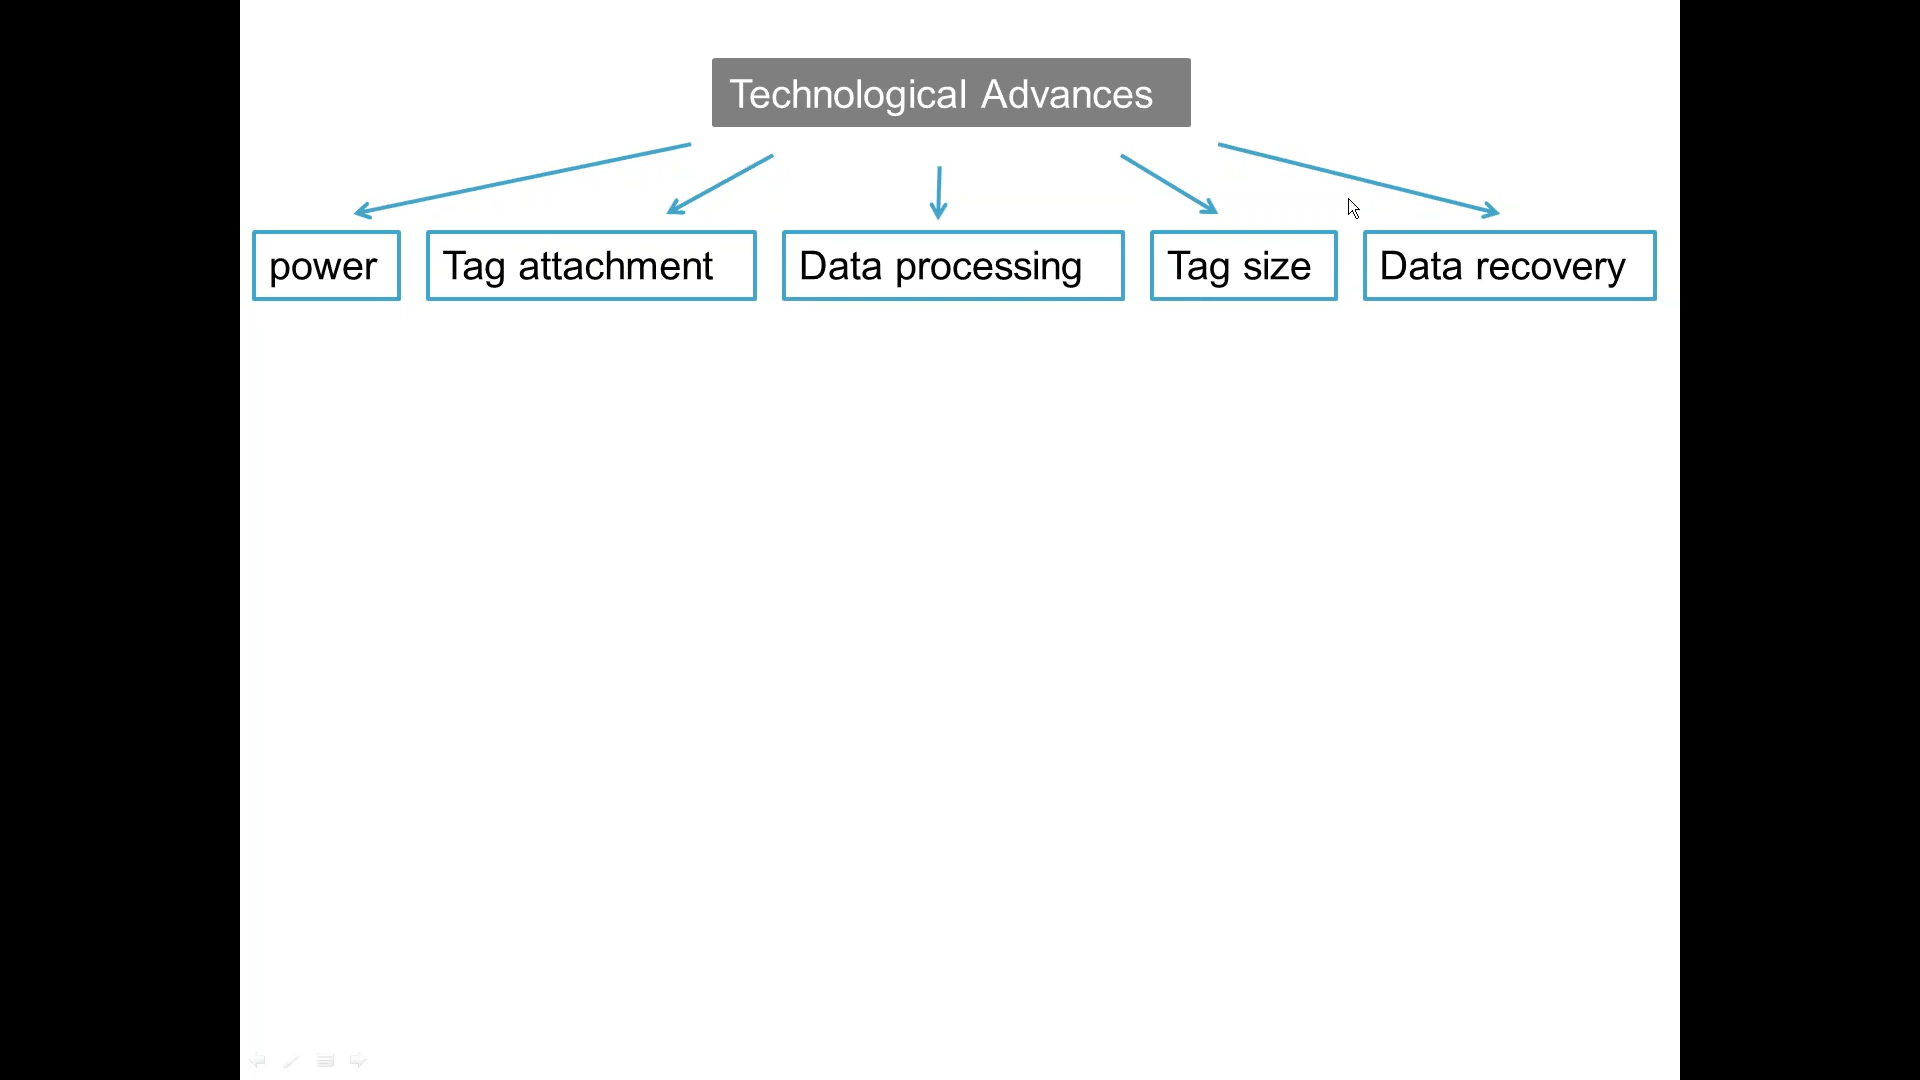 Technological Advances
power
Tag attachment
Data processing
Tag size
Data recovery